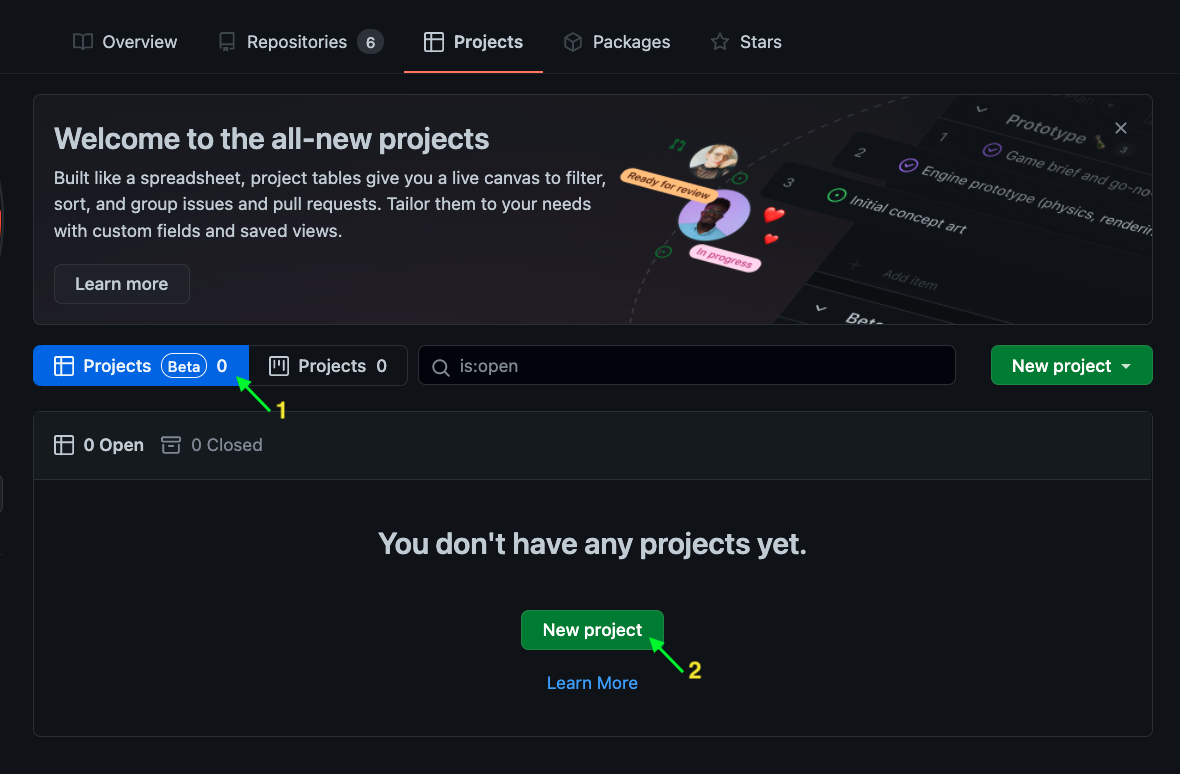 Overview Repositories 6 Projects Packages Stars
Welcome to the all-new projects
Built like a spreadsheet, project tables give you a live canvas to filter,
sort, and group issues and pull requests. Tailor them to your needs
with custom fields and saved views.
Learn more
Ready for review
In progress
Prototype
3
1 Game brief and go-no-
2 Engine prototype (physics, renderin
3 Initial concept art
+ Add item
Beta
Projects Beta 0 Projects 0 is:open New project
1
0 Open 0 Closed
You don't have any projects yet.
New project
2
Learn More